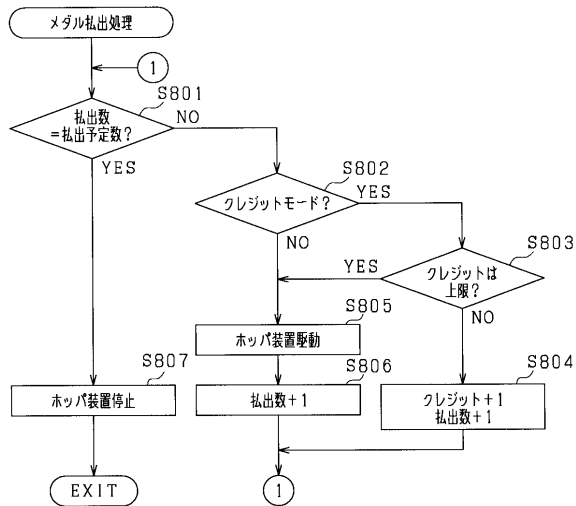 メダル払出処理
1
S801
払出数
=払出予定数?
NO
YES
S802
クレジットモード?
YES
NO
S803
クレジットは
上限?
YES
NO
S805
ホッパ装置駆動
S807
ホッパ装置停止
S806
払出数+1
S804
クレジット+1
払出数+1
EXIT
1